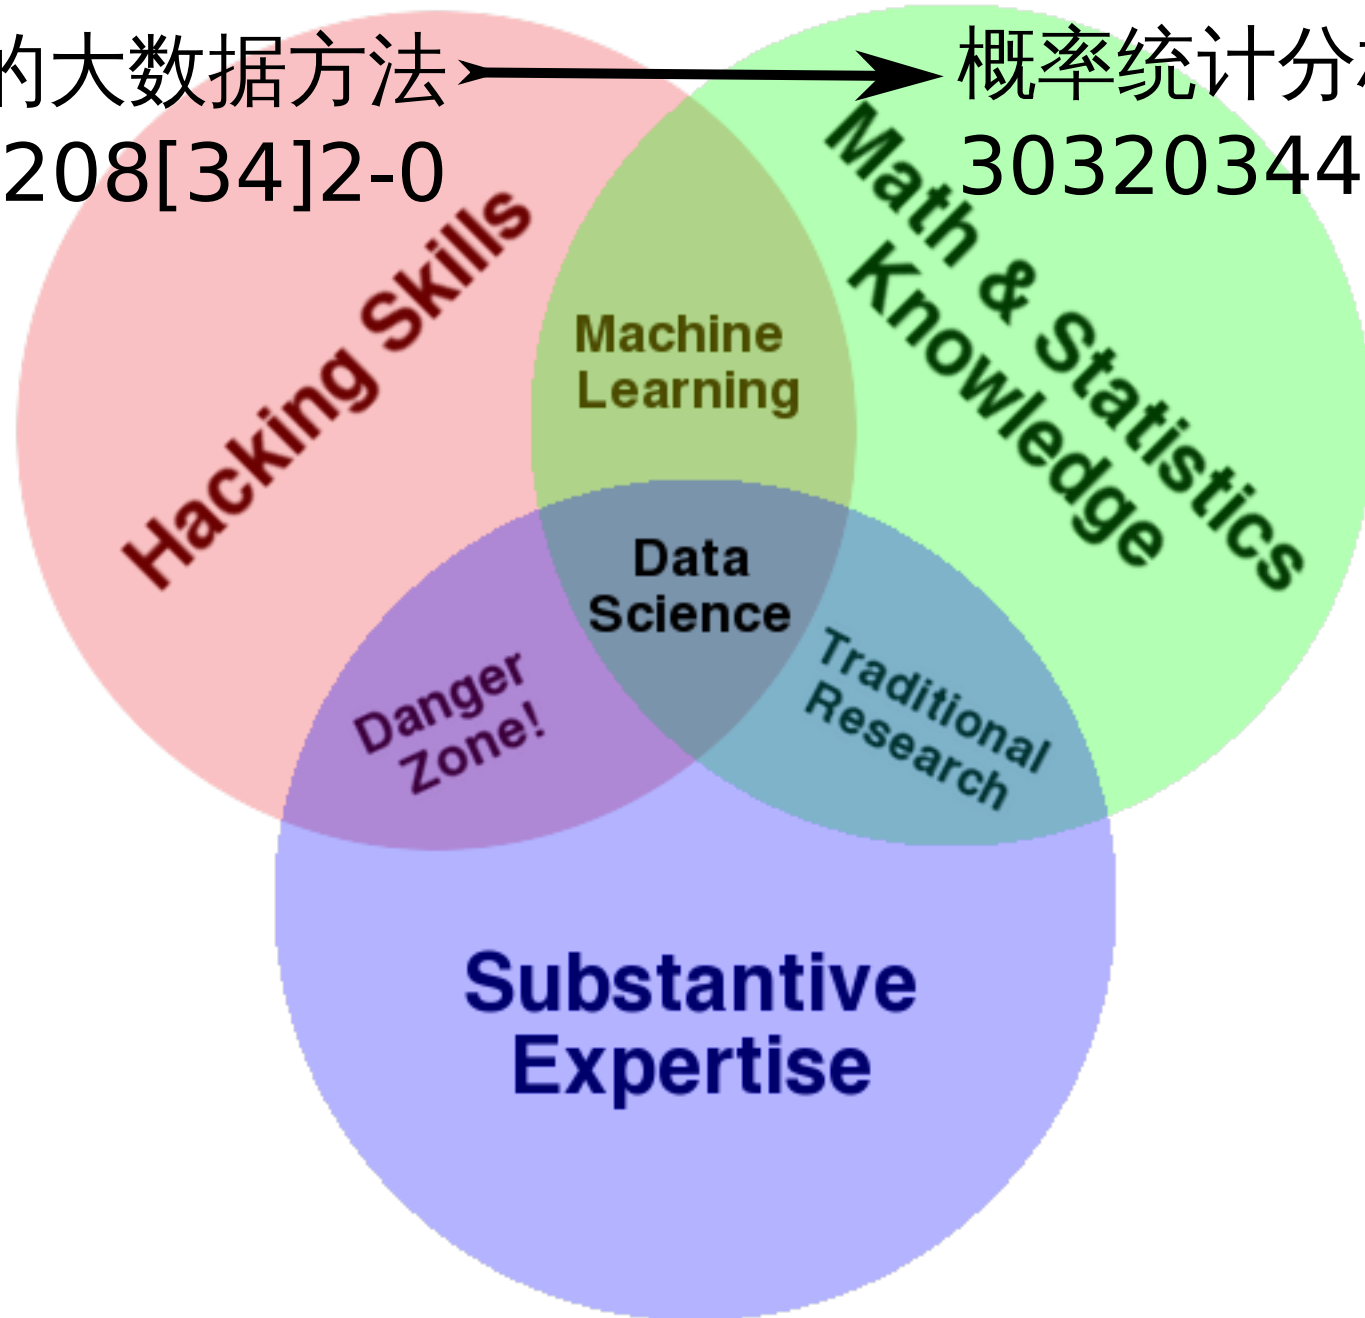 的大数据方法
概率统计分
208[34]2-0
30320344
Hacking Skills
Math & Statistics
Knowledge
Machine
Learning
Data
Science
Danger
Zone!
Traditional
Research
Substantive
Expertise